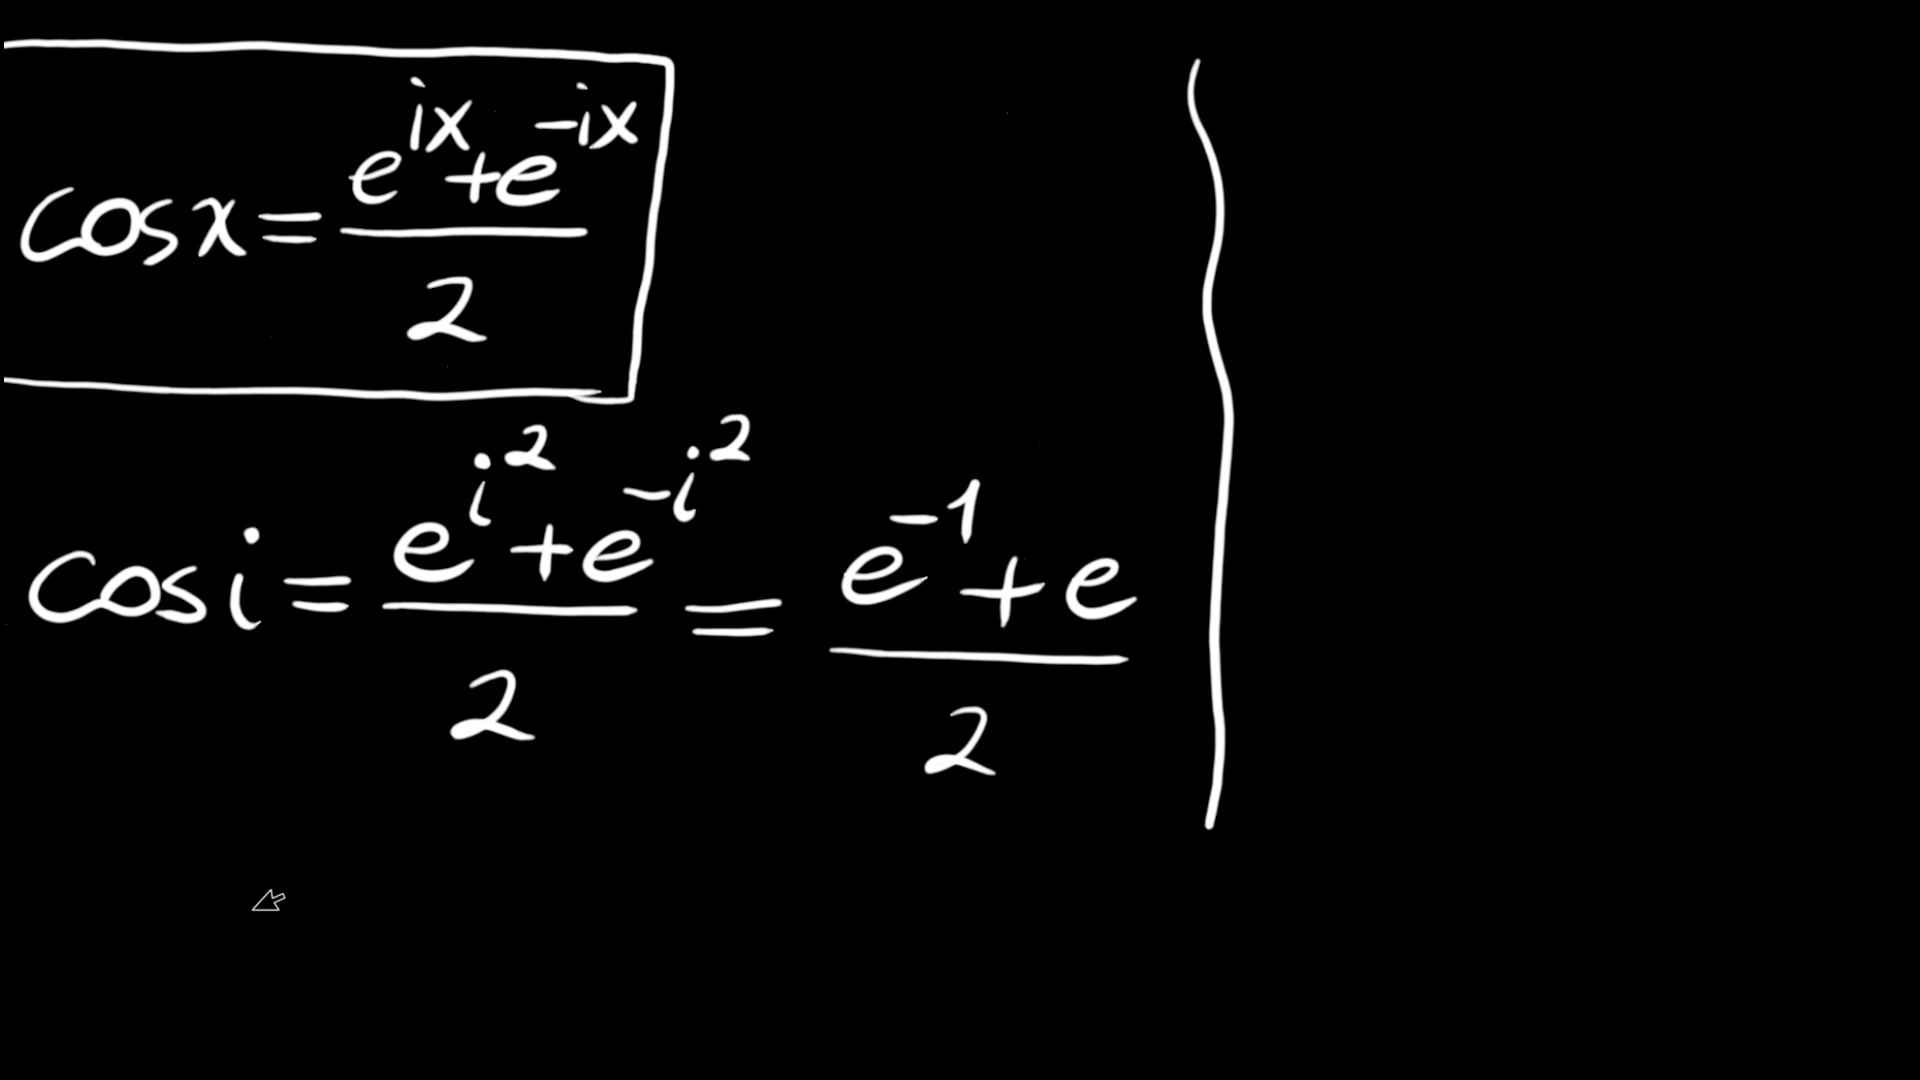 cos x = (e^{ix} + e^{-ix}) / 2
cos i = (e^{i^2} + e^{-i^2}) / 2 = (e^{-1} + e) / 2